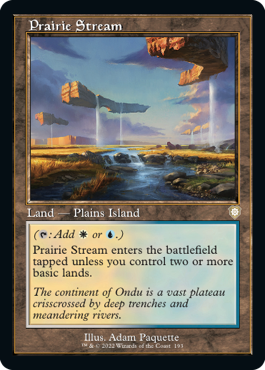 Prairie Stream
Land — Plains Island
( : Add or .)
Prairie Stream enters the battlefield
tapped unless you control two or more
basic lands.
The continent of Ondu is a vast plateau
crisscrossed by deep trenches and
meandering rivers.
Illus. Adam Paquette
™ & © 2022 Wizards of the Coast 193